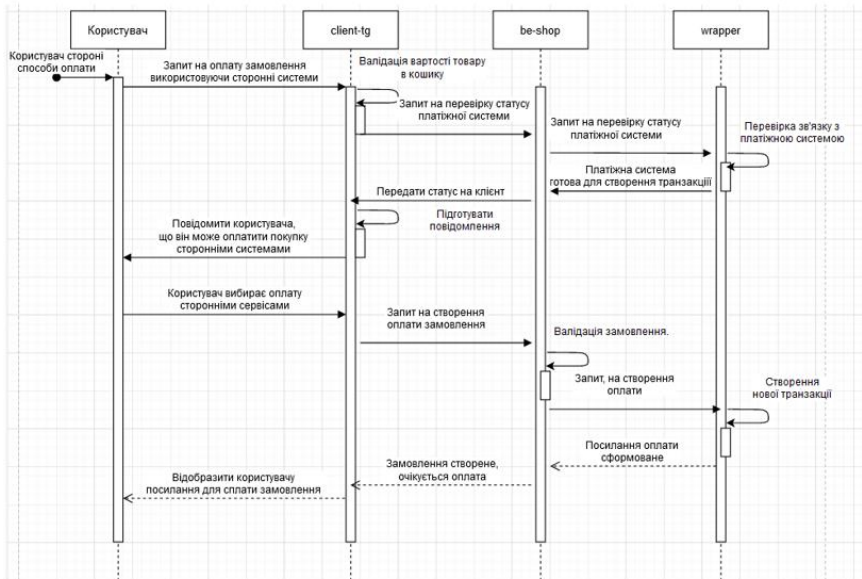 Користувач
client-tg
be-shop
wrapper
Користувач стороні
способи оплати
Запит на оплату замовлення
використовуючи сторонні системи
Валідація вартості товару
в кошику
Запит на перевірку статусу
платіжної системи
Запит на перевірку статусу
платіжної системи
Перевірка зв'язку з
платіжною системою
Платіжна система
готова для створення транзакціїї
Передати статус на клієнт
Підготувати
повідомлення
Повідомити користувача,
що він може оплатити покупку
сторонніми системами
Користувач вибирає оплату
сторонніми сервісами
Запит на створення
оплати замовлення
Валідація замовлення.
Запит, на створення
оплати
Створення
нової транзакції
Посилання оплати
сформоване
Замовлення створене,
очікується оплата
Відобразити користувачу
посилання для сплати замовлення